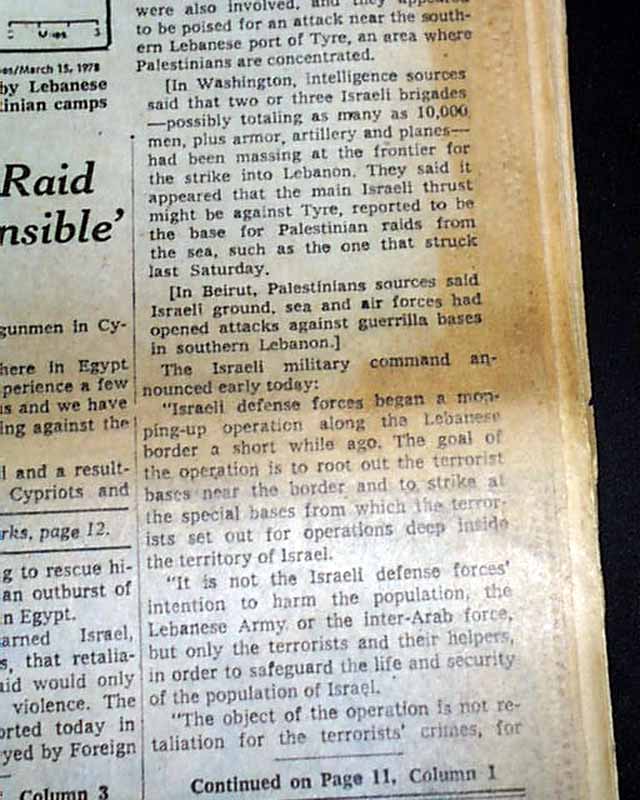 Miles
es/March 15, 1978
by Lebanese
tinian camps
Raid
nsible'
gunmen in Cy-
here in Egypt
perience a few
us and we have
ing against the
l and a result-
Cypriots and
rks, page 12.
g to rescue hi-
an outburst of
n Egypt.
arned Israel,
s, that retalia-
aid would only
violence. The
orted today in
yed by Foreign
Column 3
were also involved, and they appeared
to be poised for an attack near the south-
ern Lebanese port of Tyre, an area where
Palestinians are concentrated.
[In Washington, intelligence sources
said that two or three Israeli brigades
—possibly totaling as many as 10,000
men, plus armor, artillery and planes—
had been massing at the frontier for
the strike into Lebanon. They said it
appeared that the main Israeli thrust
might be against Tyre, reported to be
the base for Palestinian raids from
the sea, such as the one that struck
last Saturday.
[In Beirut, Palestinians sources said
Israeli ground, sea and air forces had
opened attacks against guerrilla bases
in southern Lebanon.]
The Israeli military command an-
nounced early today:
"Israeli defense forces began a mop-
ping-up operation along the Lebanese
border a short while ago. The goal of
the operation is to root out the terrorist
bases near the border and to strike at
the special bases from which the terror-
ists set out for operations deep inside
the territory of Israel.
"It is not the Israeli defense forces'
intention to harm the population, the
Lebanese Army or the inter-Arab force,
but only the terrorists and their helpers,
in order to safeguard the life and security
of the population of Israel.
"The object of the operation is not re-
taliation for the terrorists' crimes, for
Continued on Page 11, Column 1